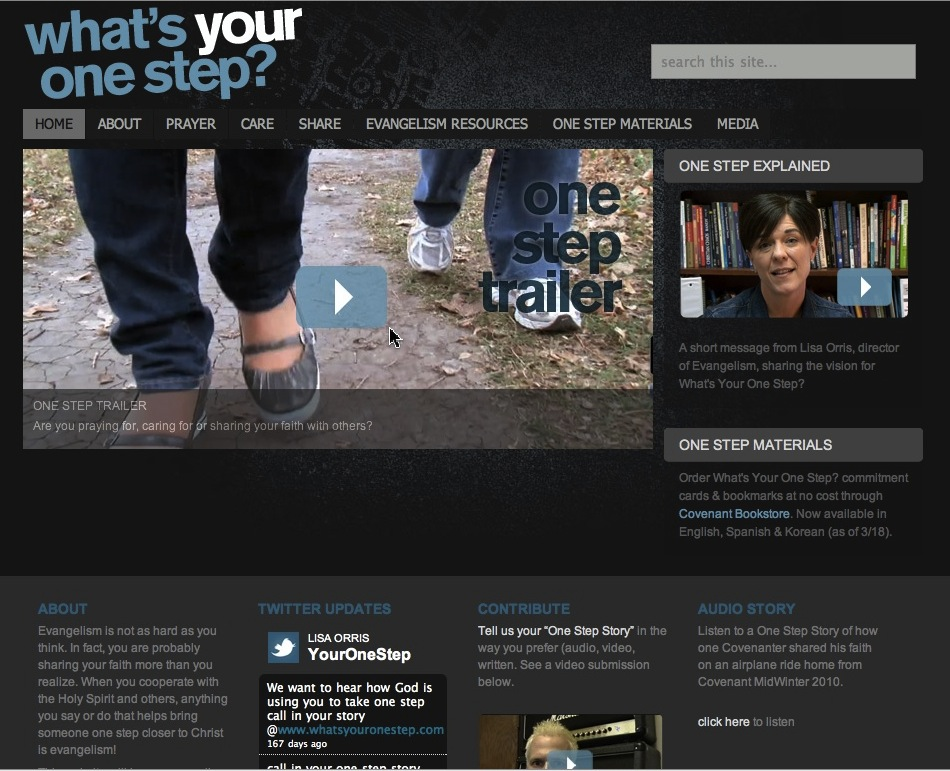 what's your
one step?
search this site...
HOME ABOUT PRAYER CARE SHARE EVANGELISM RESOURCES ONE STEP MATERIALS MEDIA
one
step
trailer
ONE STEP TRAILER
Are you praying for, caring for or sharing your faith with others?
ONE STEP EXPLAINED
A short message from Lisa Orris, director
of Evangelism, sharing the vision for
What's Your One Step?
ONE STEP MATERIALS
Order What's Your One Step? commitment
cards & bookmarks at no cost through
Covenant Bookstore. Now available in
English, Spanish & Korean (as of 3/18).
ABOUT
Evangelism is not as hard as you
think. In fact, you are probably
sharing your faith more than you
realize. When you cooperate with
the Holy Spirit and others, anything
you say or do that helps bring
someone one step closer to Christ
is evangelism!
TWITTER UPDATES
LISA ORRIS
YourOneStep
We want to hear how God is
using you to take one step
call in your story
@www.whatsyouronestep.com
167 days ago
call in your one step story
CONTRIBUTE
Tell us your "One Step Story" in the
way you prefer (audio, video,
written. See a video submission
below.
AUDIO STORY
Listen to a One Step Story of how
one Covenanter shared his faith
on an airplane ride home from
Covenant MidWinter 2010.
click here to listen